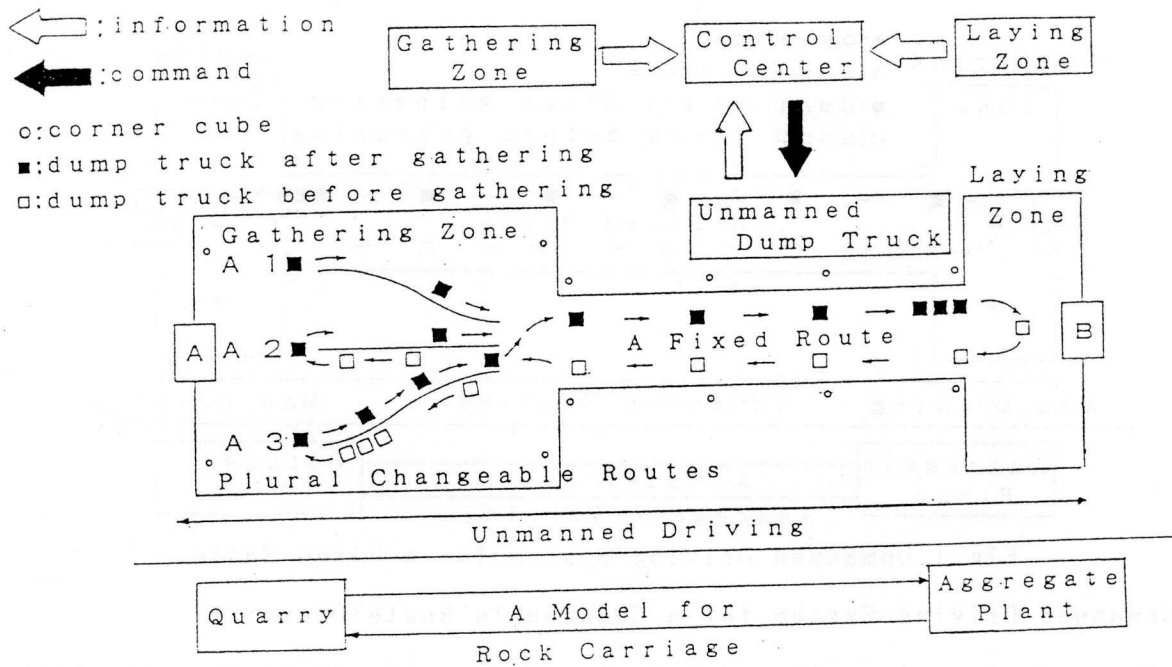 :information
:command
o:corner cube
■:dump truck after gathering
□:dump truck before gathering
Gathering
Zone
Control
Center
Laying
Zone
Unmanned
Dump Truck
Laying
Zone
Gathering Zone
A 1
A
A 2
A Fixed Route
B
A 3
Plural Changeable Routes
Unmanned Driving
Quarry
A Model for
Rock Carriage
Aggregate
Plant